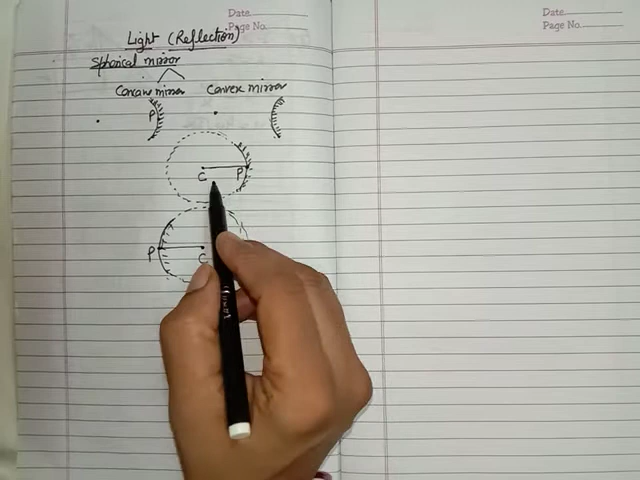 Date
Page No.
Date
Page No.
Light (Reflection)
Spherical mirror
Concave mirror Convex mirror
P
C P
P C